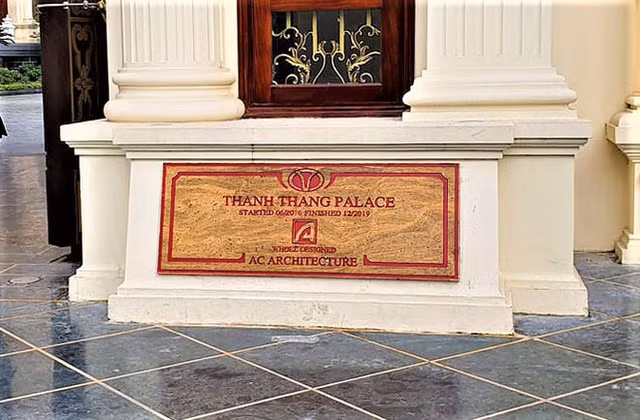 THANH THANG PALACE
STARTED 06/2016 FINISHED 12/2019
WHOLE DESIGNED
AC ARCHITECTURE